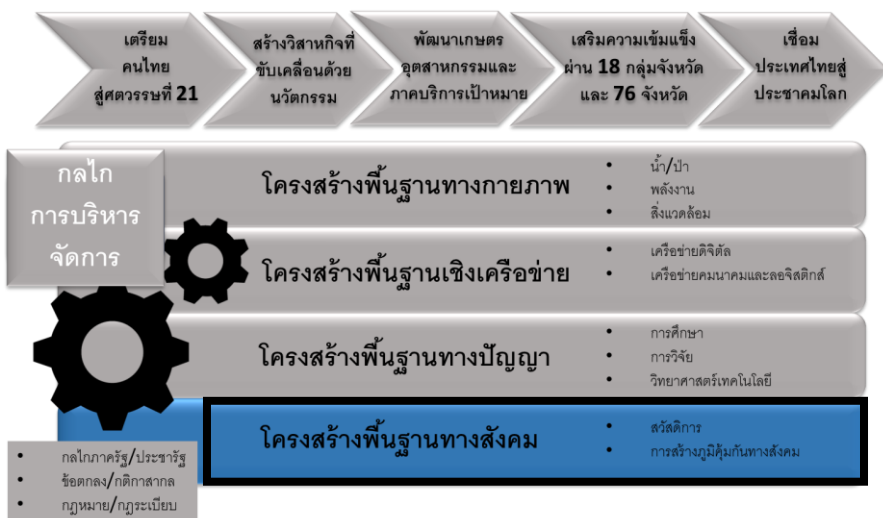 เตรียม
คนไทย
สู่ศตวรรษที่ 21
สร้างวิสาหกิจที่
ขับเคลื่อนด้วย
นวัตกรรม
พัฒนาเกษตร
อุตสาหกรรมและ
ภาคบริการเป้าหมาย
เสริมความเข้มแข็ง
ผ่าน 18 กลุ่มจังหวัด
และ 76 จังหวัด
เชื่อม
ประเทศไทยสู่
ประชาคมโลก
กลไก
การบริหาร
จัดการ
โครงสร้างพื้นฐานทางกายภาพ
• น้ำ/ป่า
• พลังงาน
• สิ่งแวดล้อม
โครงสร้างพื้นฐานเชิงเครือข่าย
• เครือข่ายดิจิตัล
• เครือข่ายคมนาคมและลอจิสติกส์
โครงสร้างพื้นฐานทางปัญญา
• การศึกษา
• การวิจัย
• วิทยาศาสตร์เทคโนโลยี
โครงสร้างพื้นฐานทางสังคม
• สวัสดิการ
• การสร้างภูมิคุ้มกันทางสังคม
• กลไกภาครัฐ/ประชารัฐ
• ข้อตกลง/กติกาสากล
• กฎหมาย/กฎระเบียบ